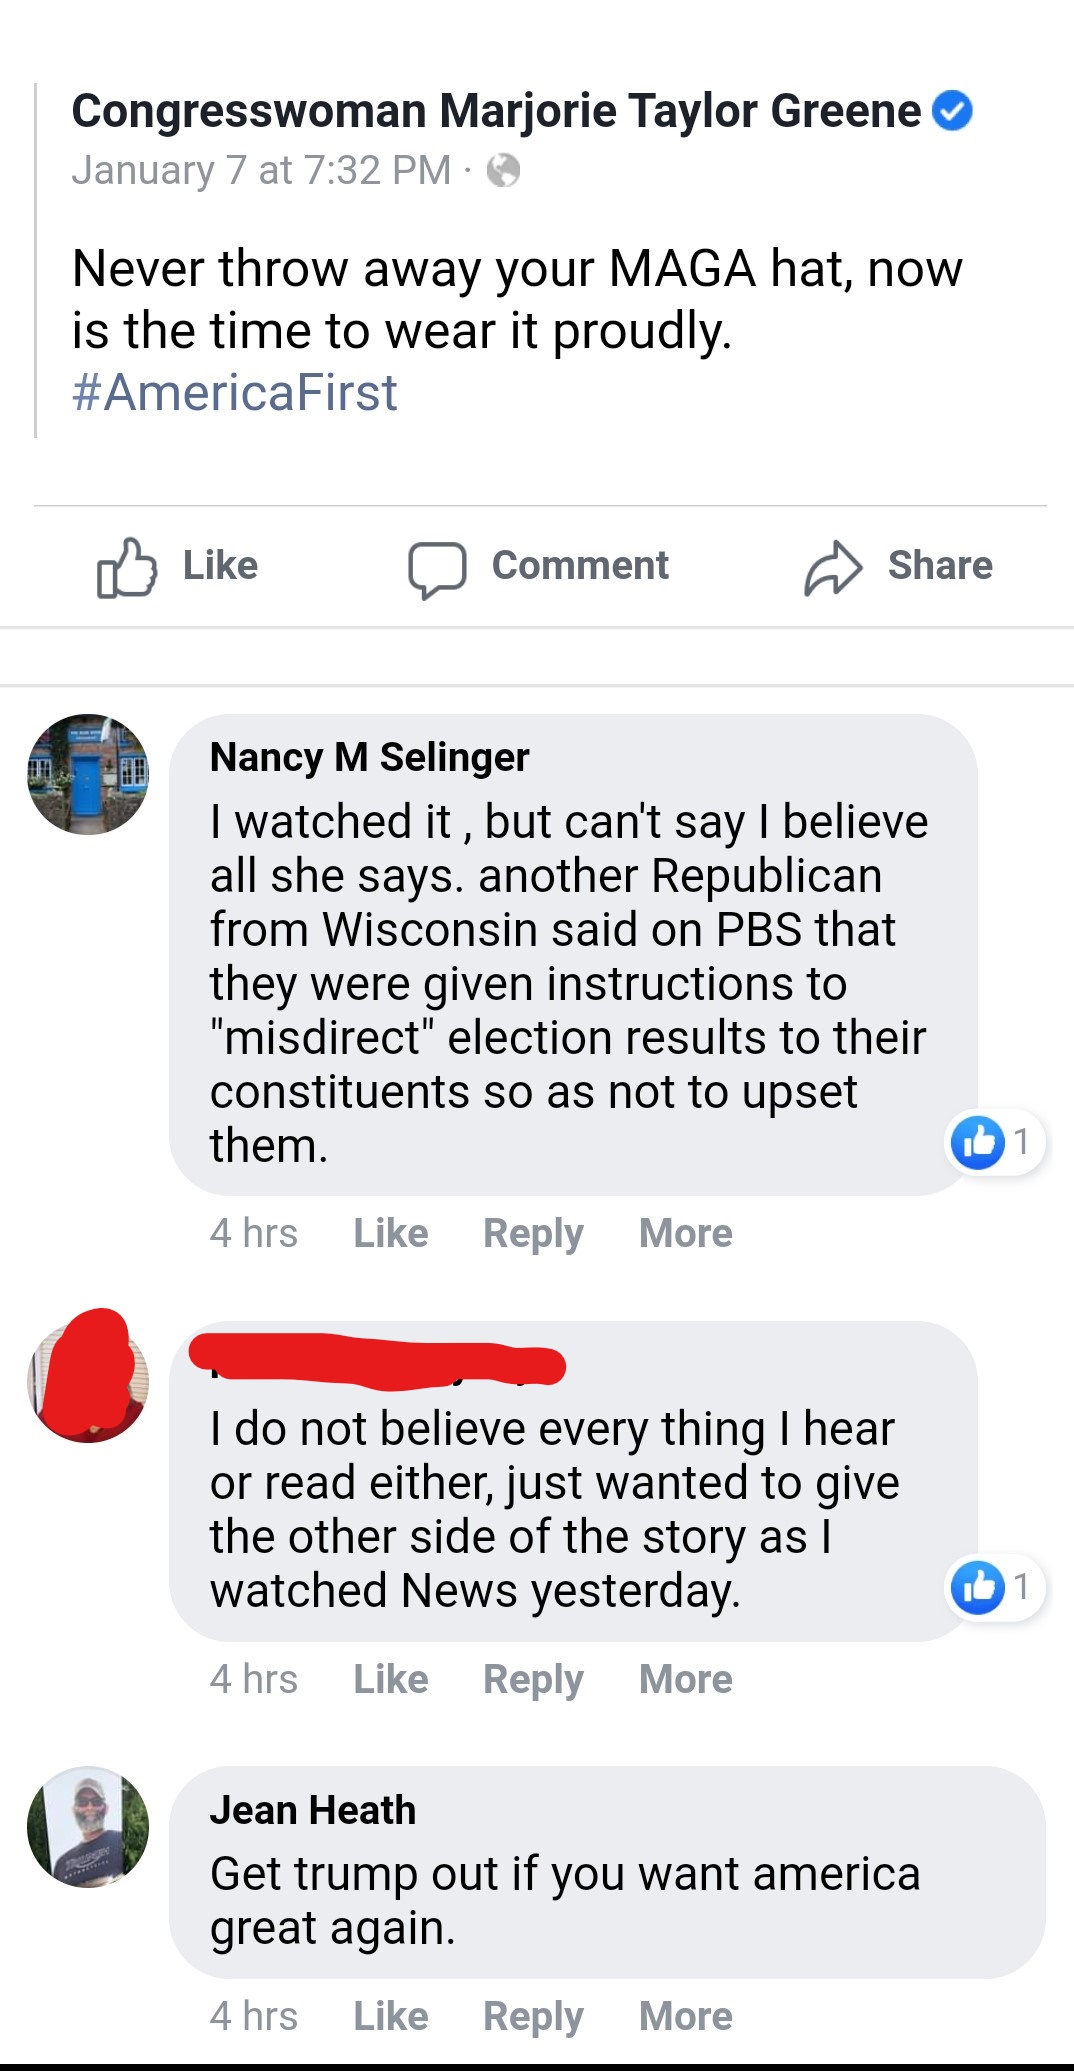 Congresswoman Marjorie Taylor Greene
January 7 at 7:32 PM ·
Never throw away your MAGA hat, now
is the time to wear it proudly.
#AmericaFirst
Like Comment Share
Nancy M Selinger
I watched it , but can't say I believe
all she says. another Republican
from Wisconsin said on PBS that
they were given instructions to
"misdirect" election results to their
constituents so as not to upset
them.
1
4 hrs Like Reply More
I do not believe every thing I hear
or read either, just wanted to give
the other side of the story as I
watched News yesterday.
1
4 hrs Like Reply More
Jean Heath
Get trump out if you want america
great again.
4 hrs Like Reply More